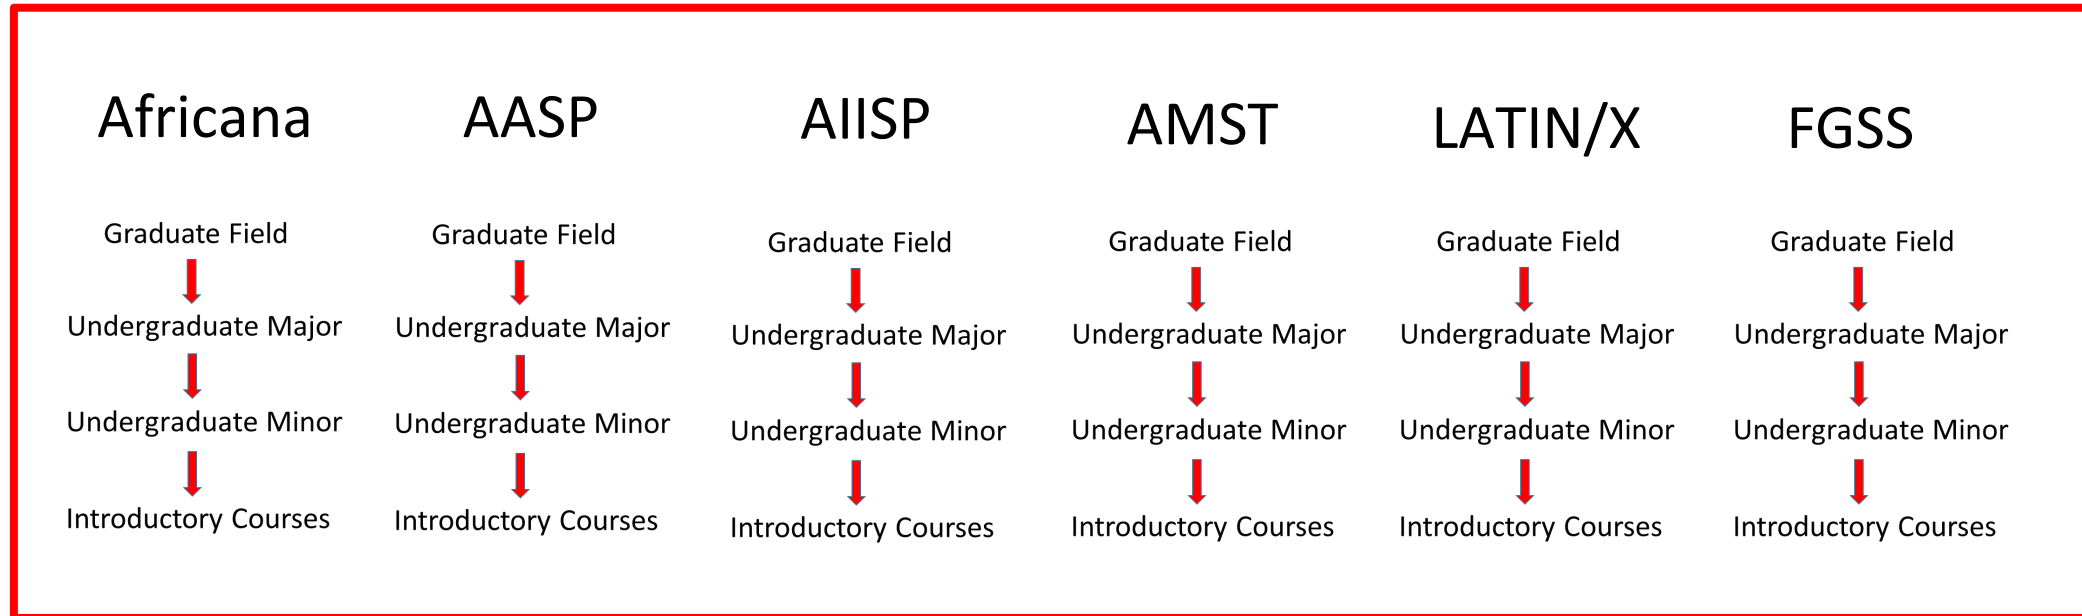 Africana
Graduate Field
Undergraduate Major
Undergraduate Minor
Introductory Courses
AASP
Graduate Field
Undergraduate Major
Undergraduate Minor
Introductory Courses
AIISP
Graduate Field
Undergraduate Major
Undergraduate Minor
Introductory Courses
AMST
Graduate Field
Undergraduate Major
Undergraduate Minor
Introductory Courses
LATIN/X
Graduate Field
Undergraduate Major
Undergraduate Minor
Introductory Courses
FGSS
Graduate Field
Undergraduate Major
Undergraduate Minor
Introductory Courses